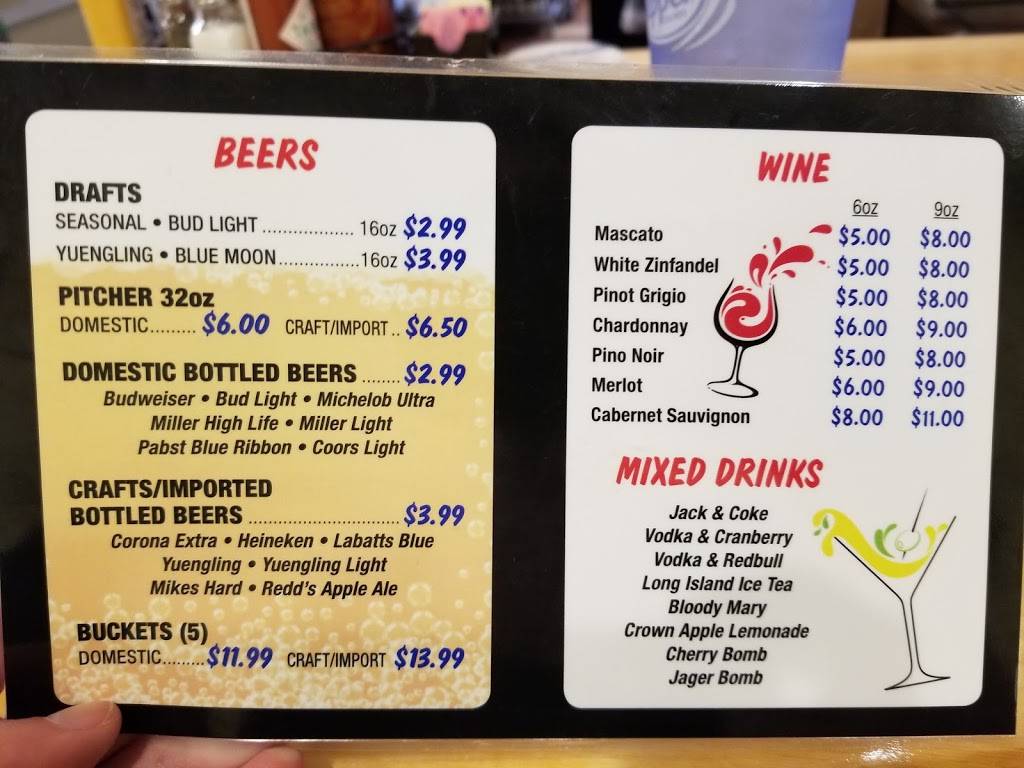 BEERS
DRAFTS
SEASONAL • BUD LIGHT .................. 16oz $2.99
YUENGLING • BLUE MOON................16oz $3.99
PITCHER 32oz
DOMESTIC......... $6.00 CRAFT/IMPORT .. $6.50
DOMESTIC BOTTLED BEERS ........ $2.99
Budweiser • Bud Light • Michelob Ultra
Miller High Life • Miller Light
Pabst Blue Ribbon • Coors Light
CRAFTS/IMPORTED
BOTTLED BEERS .............................. $3.99
Corona Extra • Heineken • Labatts Blue
Yuengling • Yuengling Light
Mikes Hard • Redd's Apple Ale
BUCKETS (5)
DOMESTIC.........$11.99 CRAFT/IMPORT $13.99
WINE
6oz 9oz
Mascato $5.00 $8.00
White Zinfandel $5.00 $8.00
Pinot Grigio $5.00 $8.00
Chardonnay $6.00 $9.00
Pino Noir $5.00 $8.00
Merlot $6.00 $9.00
Cabernet Sauvignon $8.00 $11.00
MIXED DRINKS
Jack & Coke
Vodka & Cranberry
Vodka & Redbull
Long Island Ice Tea
Bloody Mary
Crown Apple Lemonade
Cherry Bomb
Jager Bomb